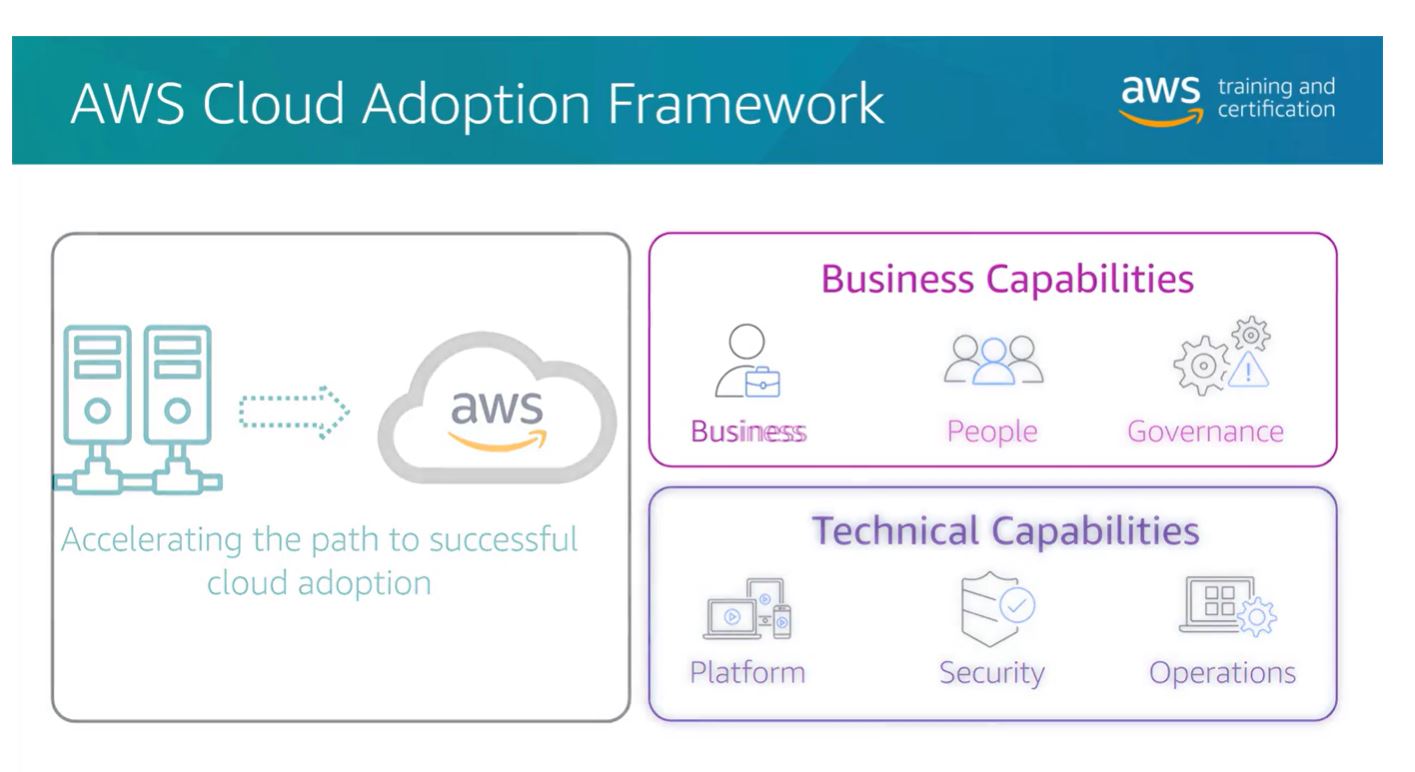 AWS Cloud Adoption Framework
aws training and
certification
aws
Accelerating the path to successful
cloud adoption
Business Capabilities
Business
People
Governance
Technical Capabilities
Platform
Security
Operations